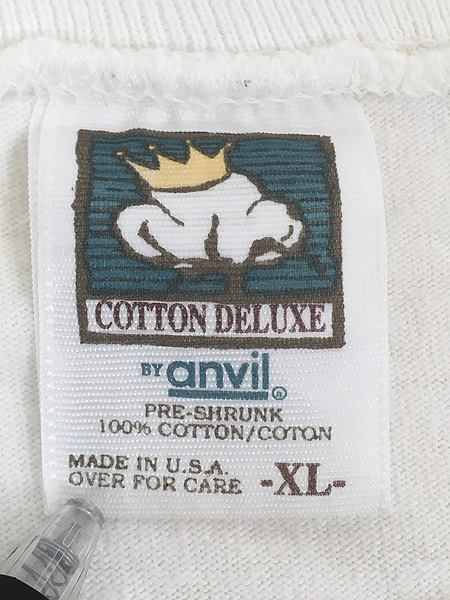 COTTON DELUXE
BY anvil®
PRE-SHRUNK
100% COTTON/COTON
MADE IN U.S.A.
OVER FOR CARE -XL-